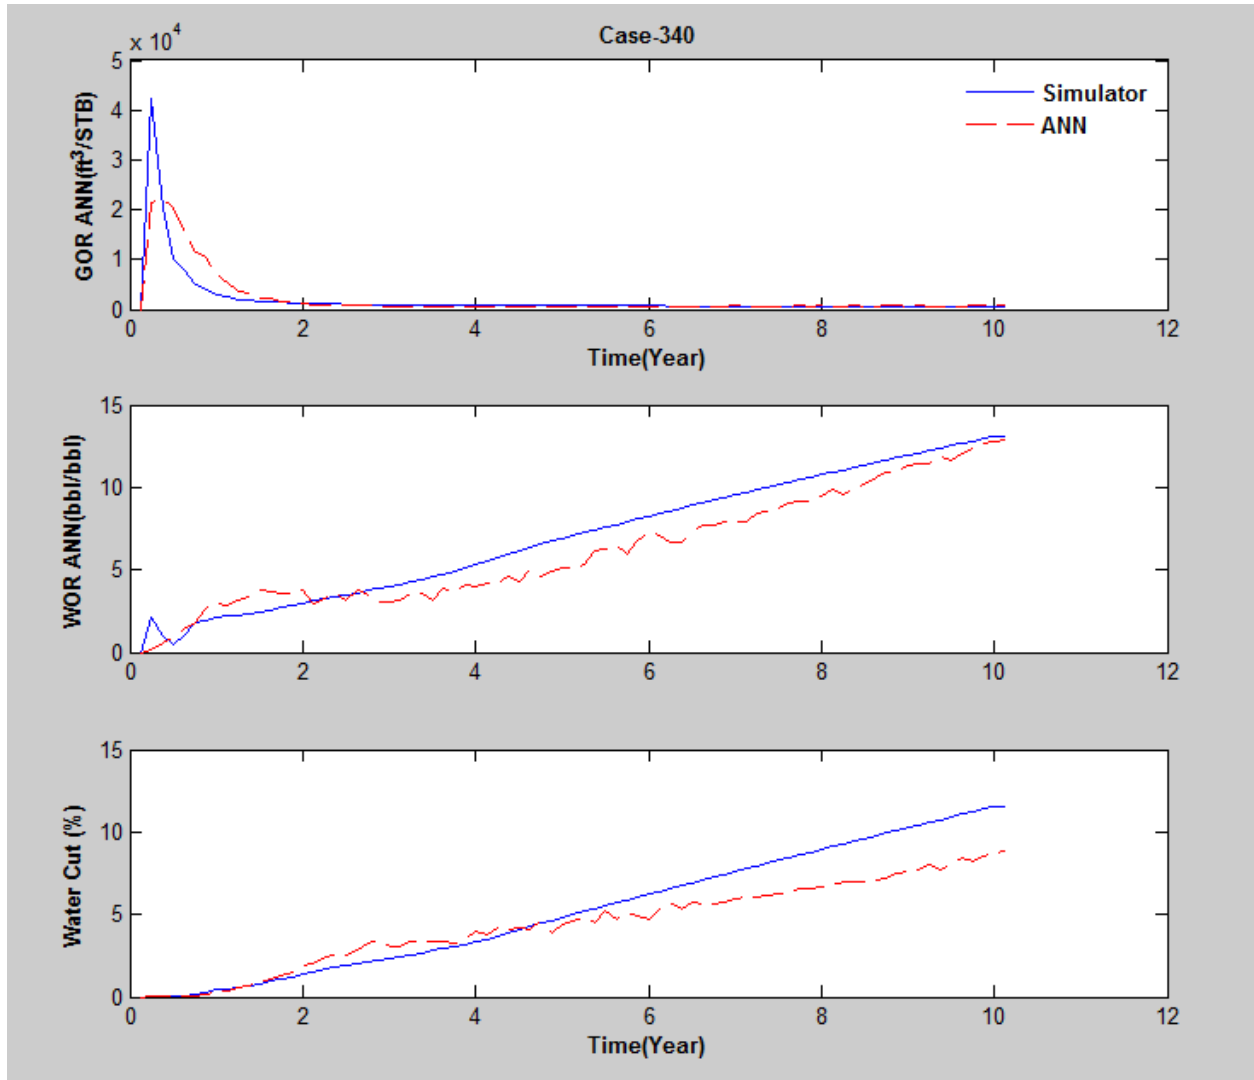 Case-340
x 10^4
GOR ANN(ft^3/STB)
5
4
3
2
1
0
Simulator
ANN
0 2 4 6 8 10 12
Time(Year)
WOR ANN(bbl/bbl)
15
10
5
0
0 2 4 6 8 10 12
Water Cut (%)
15
10
5
0
0 2 4 6 8 10 12
Time(Year)